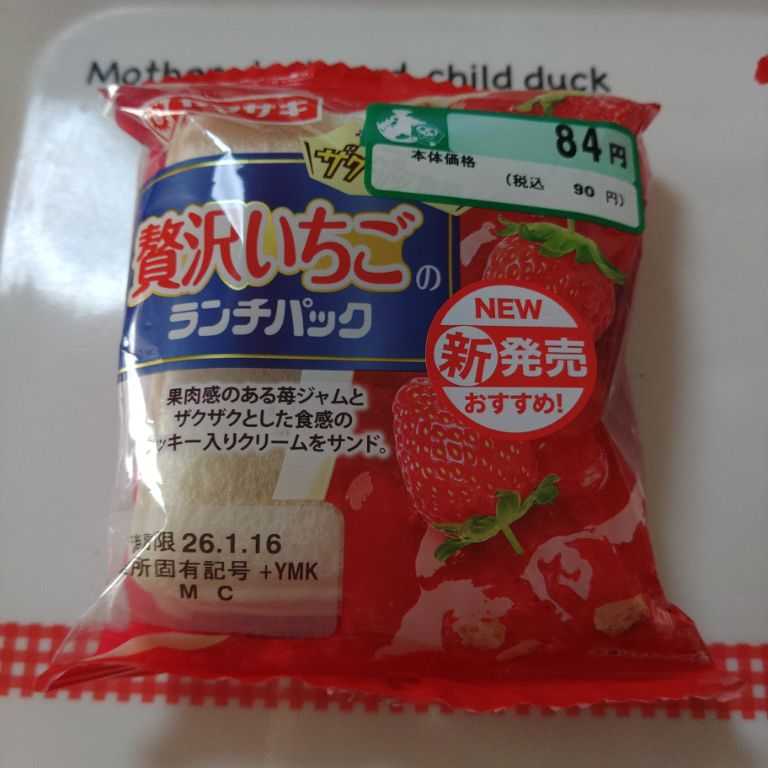 child duck
ヤマザキ
ザク
84円
本体価格
(税込 90円)
贅沢いちごの
ランチパック
NEW
新発売
おすすめ!
果肉感のある苺ジャムと
ザクザクとした食感の
ッキー入りクリームをサンド。
限 26.1.16
所固有記号 +YMK
M C